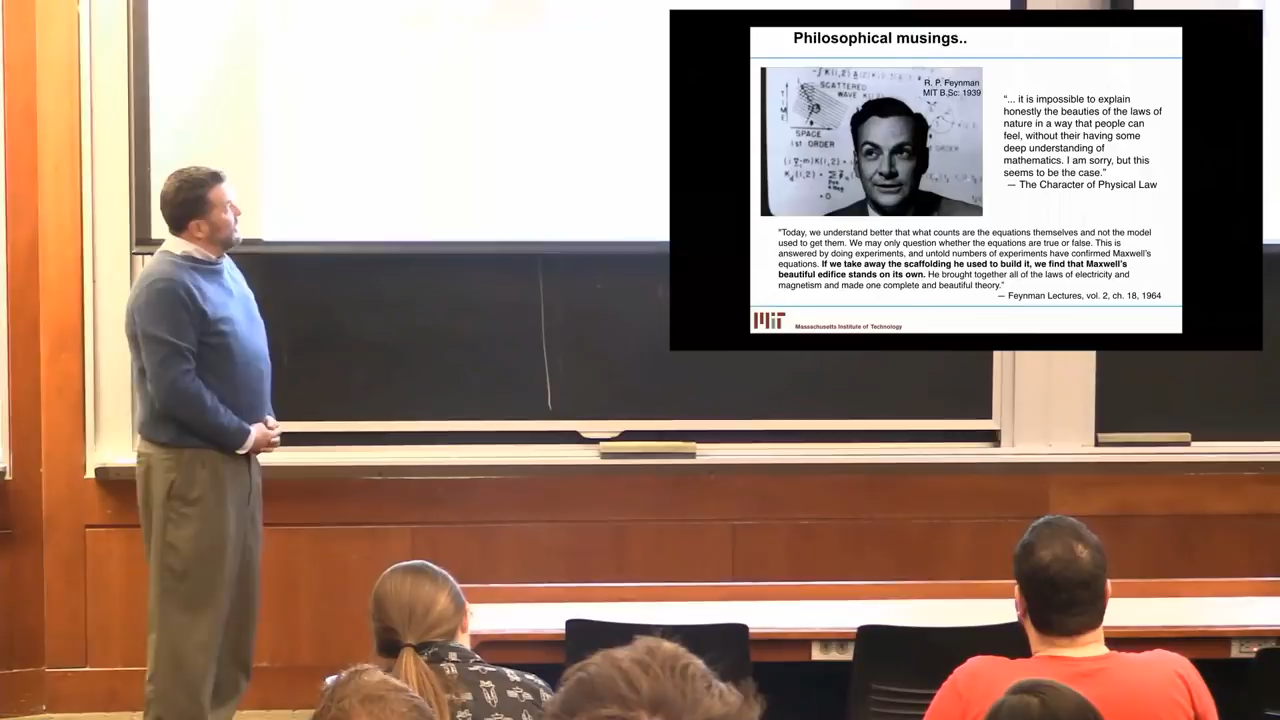 Philosophical musings..
SCATTERED
WAVE
SPACE
1st ORDER
ORDER
R. P. Feynman
MIT B.Sc. 1939
“... it is impossible to explain
honestly the beauties of the laws of
nature in a way that people can
feel, without their having some
deep understanding of
mathematics. I am sorry, but this
seems to be the case.”
— The Character of Physical Law
"Today, we understand better that what counts are the equations themselves and not the model
used to get them. We may only question whether the equations are true or false. This is
answered by doing experiments, and untold numbers of experiments have confirmed Maxwell's
equations. If we take away the scaffolding he used to build it, we find that Maxwell's
beautiful edifice stands on its own. He brought together all of the laws of electricity and
magnetism and made one complete and beautiful theory."
— Feynman Lectures, vol. 2, ch. 18, 1964
MIT
Massachusetts Institute of Technology